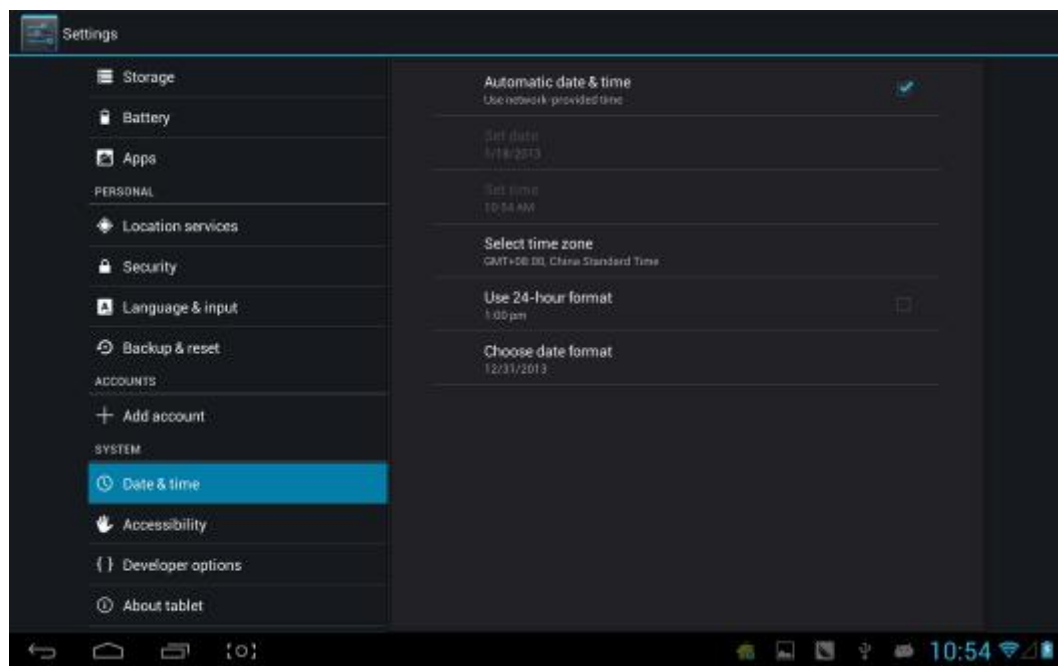 Settings
Storage
Battery
Apps
PERSONAL
Location services
Security
Language & input
Backup & reset
ACCOUNTS
Add account
SYSTEM
Date & time
Accessibility
{ } Developer options
About tablet
Automatic date & time
Use network-provided time
Set date
1/18/2013
Set time
10:54 AM
Select time zone
GMT+08:00, China Standard Time
Use 24-hour format
1:00 pm
Choose date format
12/31/2013
10:54